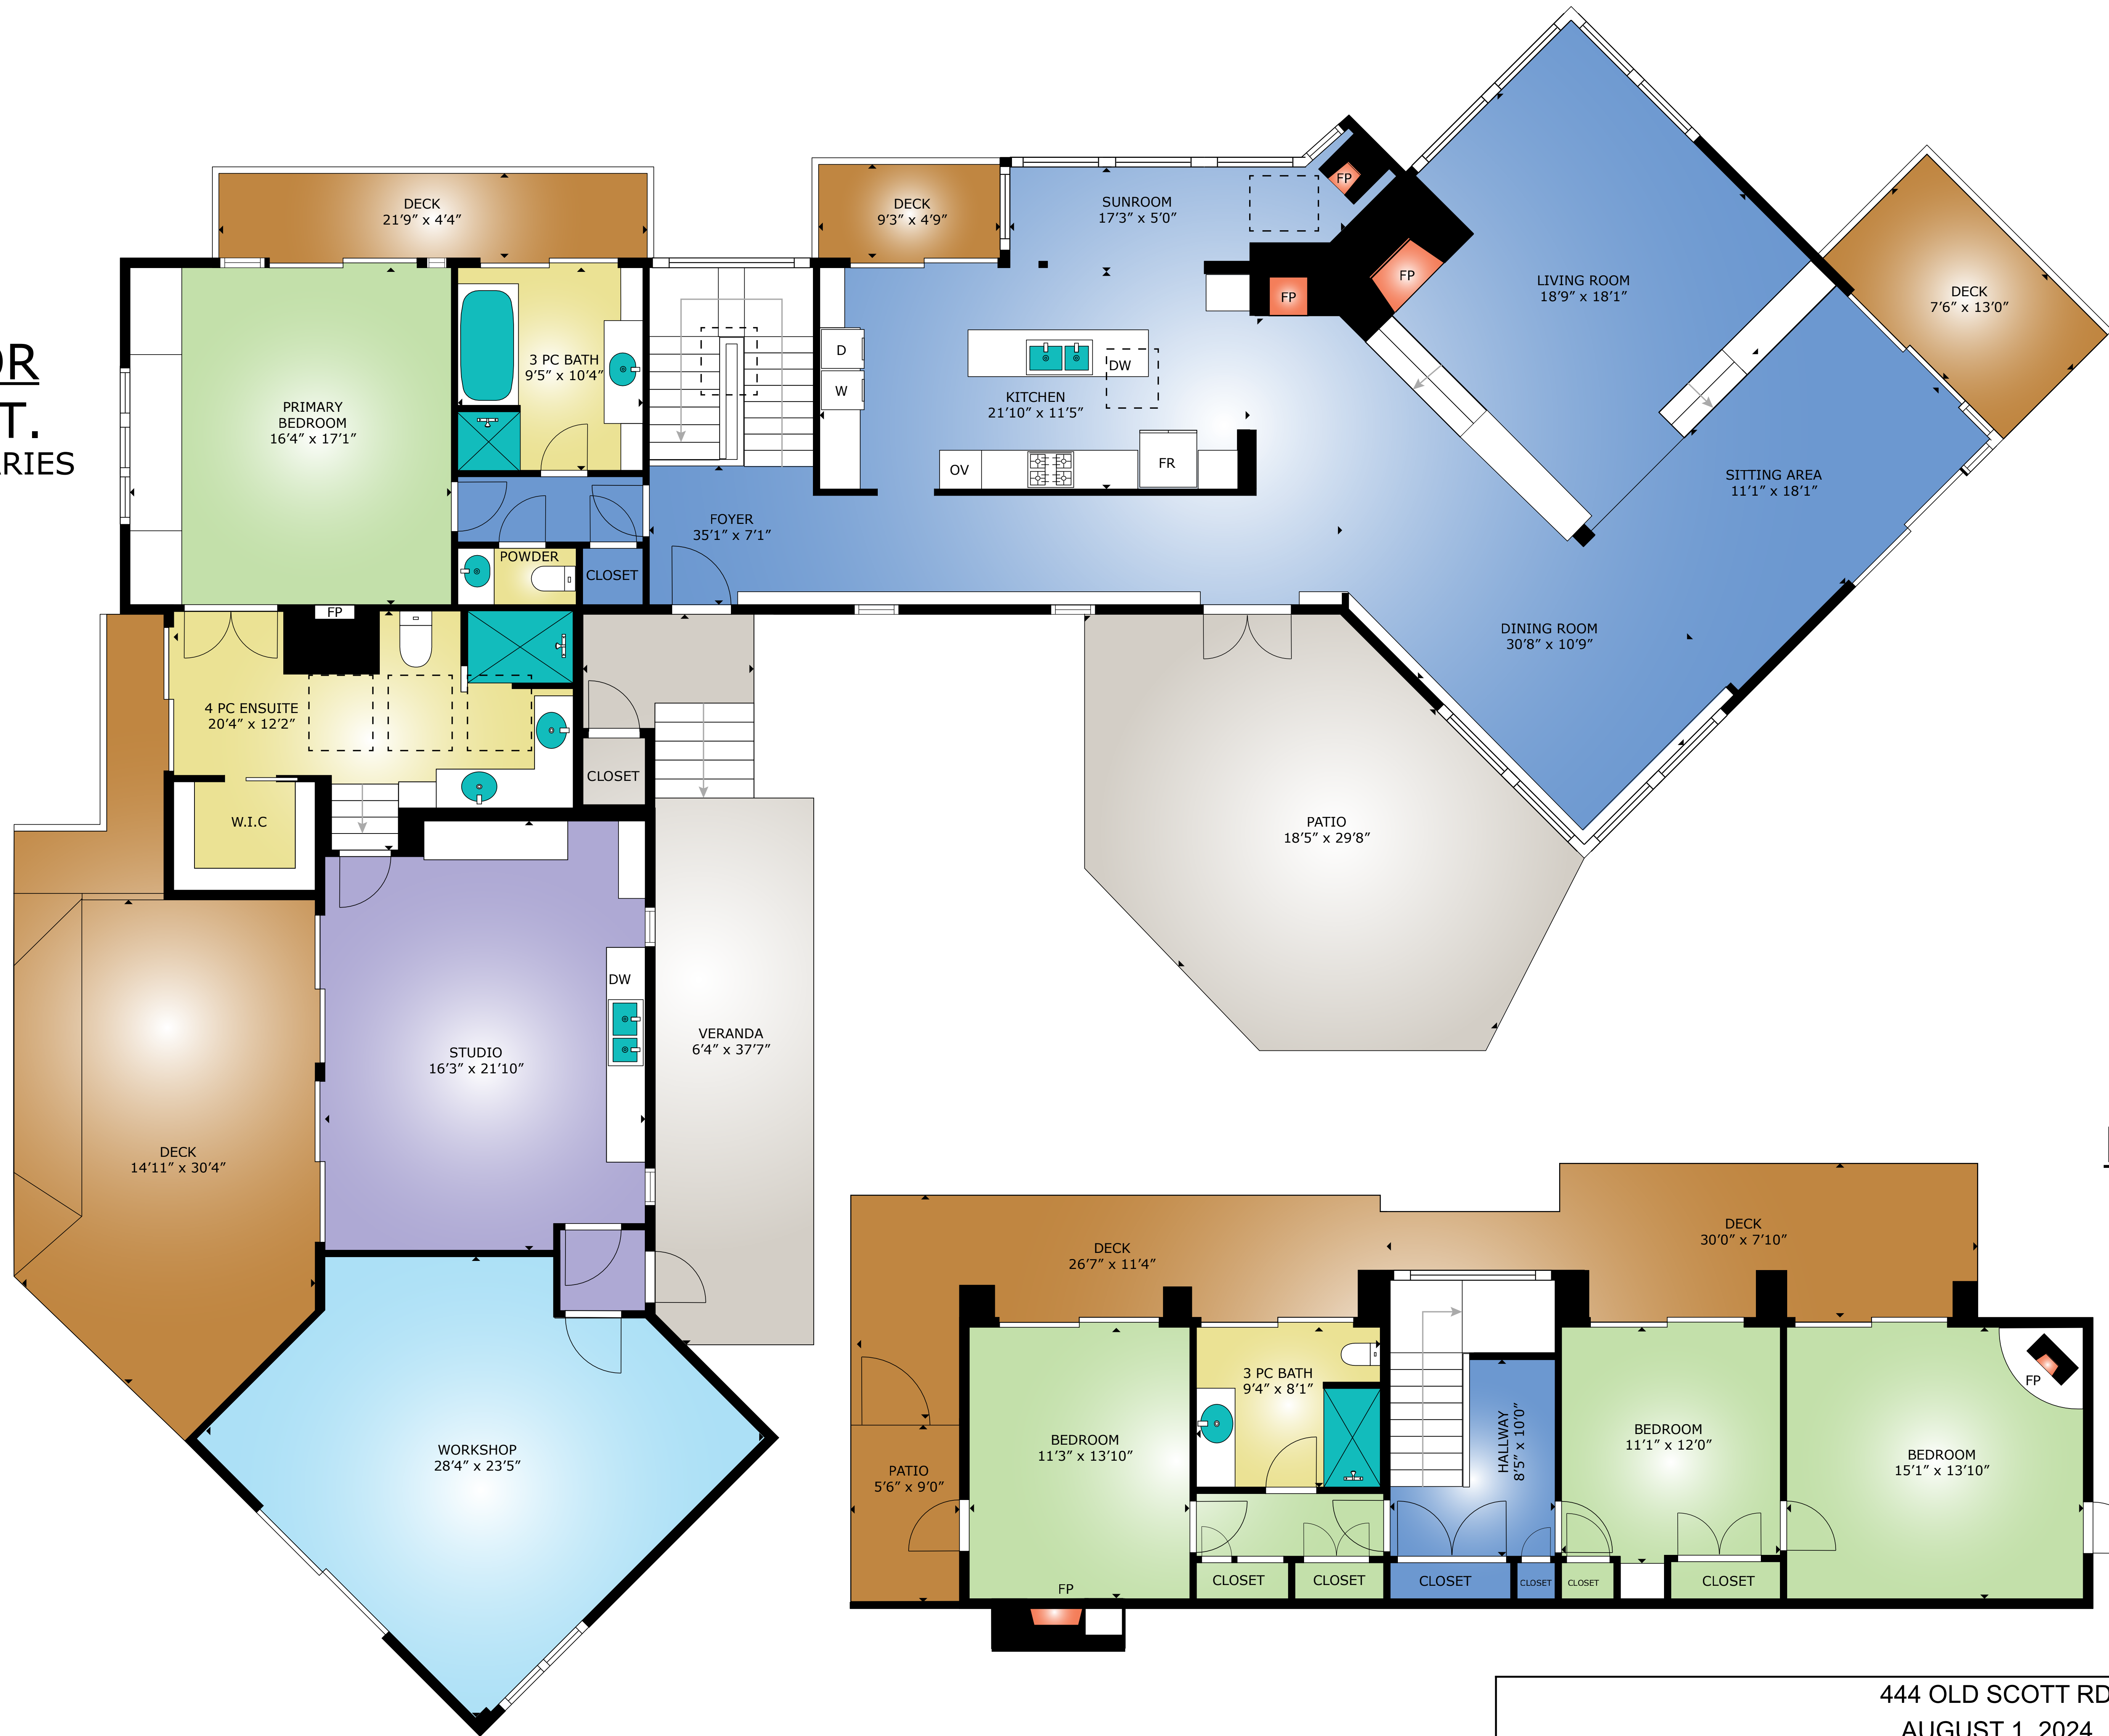 OR
T.
RIES
DECK
21'9" x 4'4"
DECK
9'3" x 4'9"
SUNROOM
17'3" x 5'0"
FP
FP
FP
LIVING ROOM
18'9" x 18'1"
DECK
7'6" x 13'0"
PRIMARY
BEDROOM
16'4" x 17'1"
3 PC BATH
9'5" x 10'4"
D
W
DW
KITCHEN
21'10" x 11'5"
OV
FR
SITTING AREA
11'1" x 18'1"
FOYER
35'1" x 7'1"
POWDER
CLOSET
FP
DINING ROOM
30'8" x 10'9"
4 PC ENSUITE
20'4" x 12'2"
CLOSET
W.I.C
PATIO
18'5" x 29'8"
DW
STUDIO
16'3" x 21'10"
VERANDA
6'4" x 37'7"
DECK
14'11" x 30'4"
DECK
26'7" x 11'4"
DECK
30'0" x 7'10"
WORKSHOP
28'4" x 23'5"
PATIO
5'6" x 9'0"
BEDROOM
11'3" x 13'10"
FP
3 PC BATH
9'4" x 8'1"
HALLWAY
8'5" x 10'0"
BEDROOM
11'1" x 12'0"
FP
BEDROOM
15'1" x 13'10"
CLOSET
CLOSET
CLOSET
CLOSET
CLOSET
CLOSET
444 OLD SCOTT RD
AUGUST 1, 2024